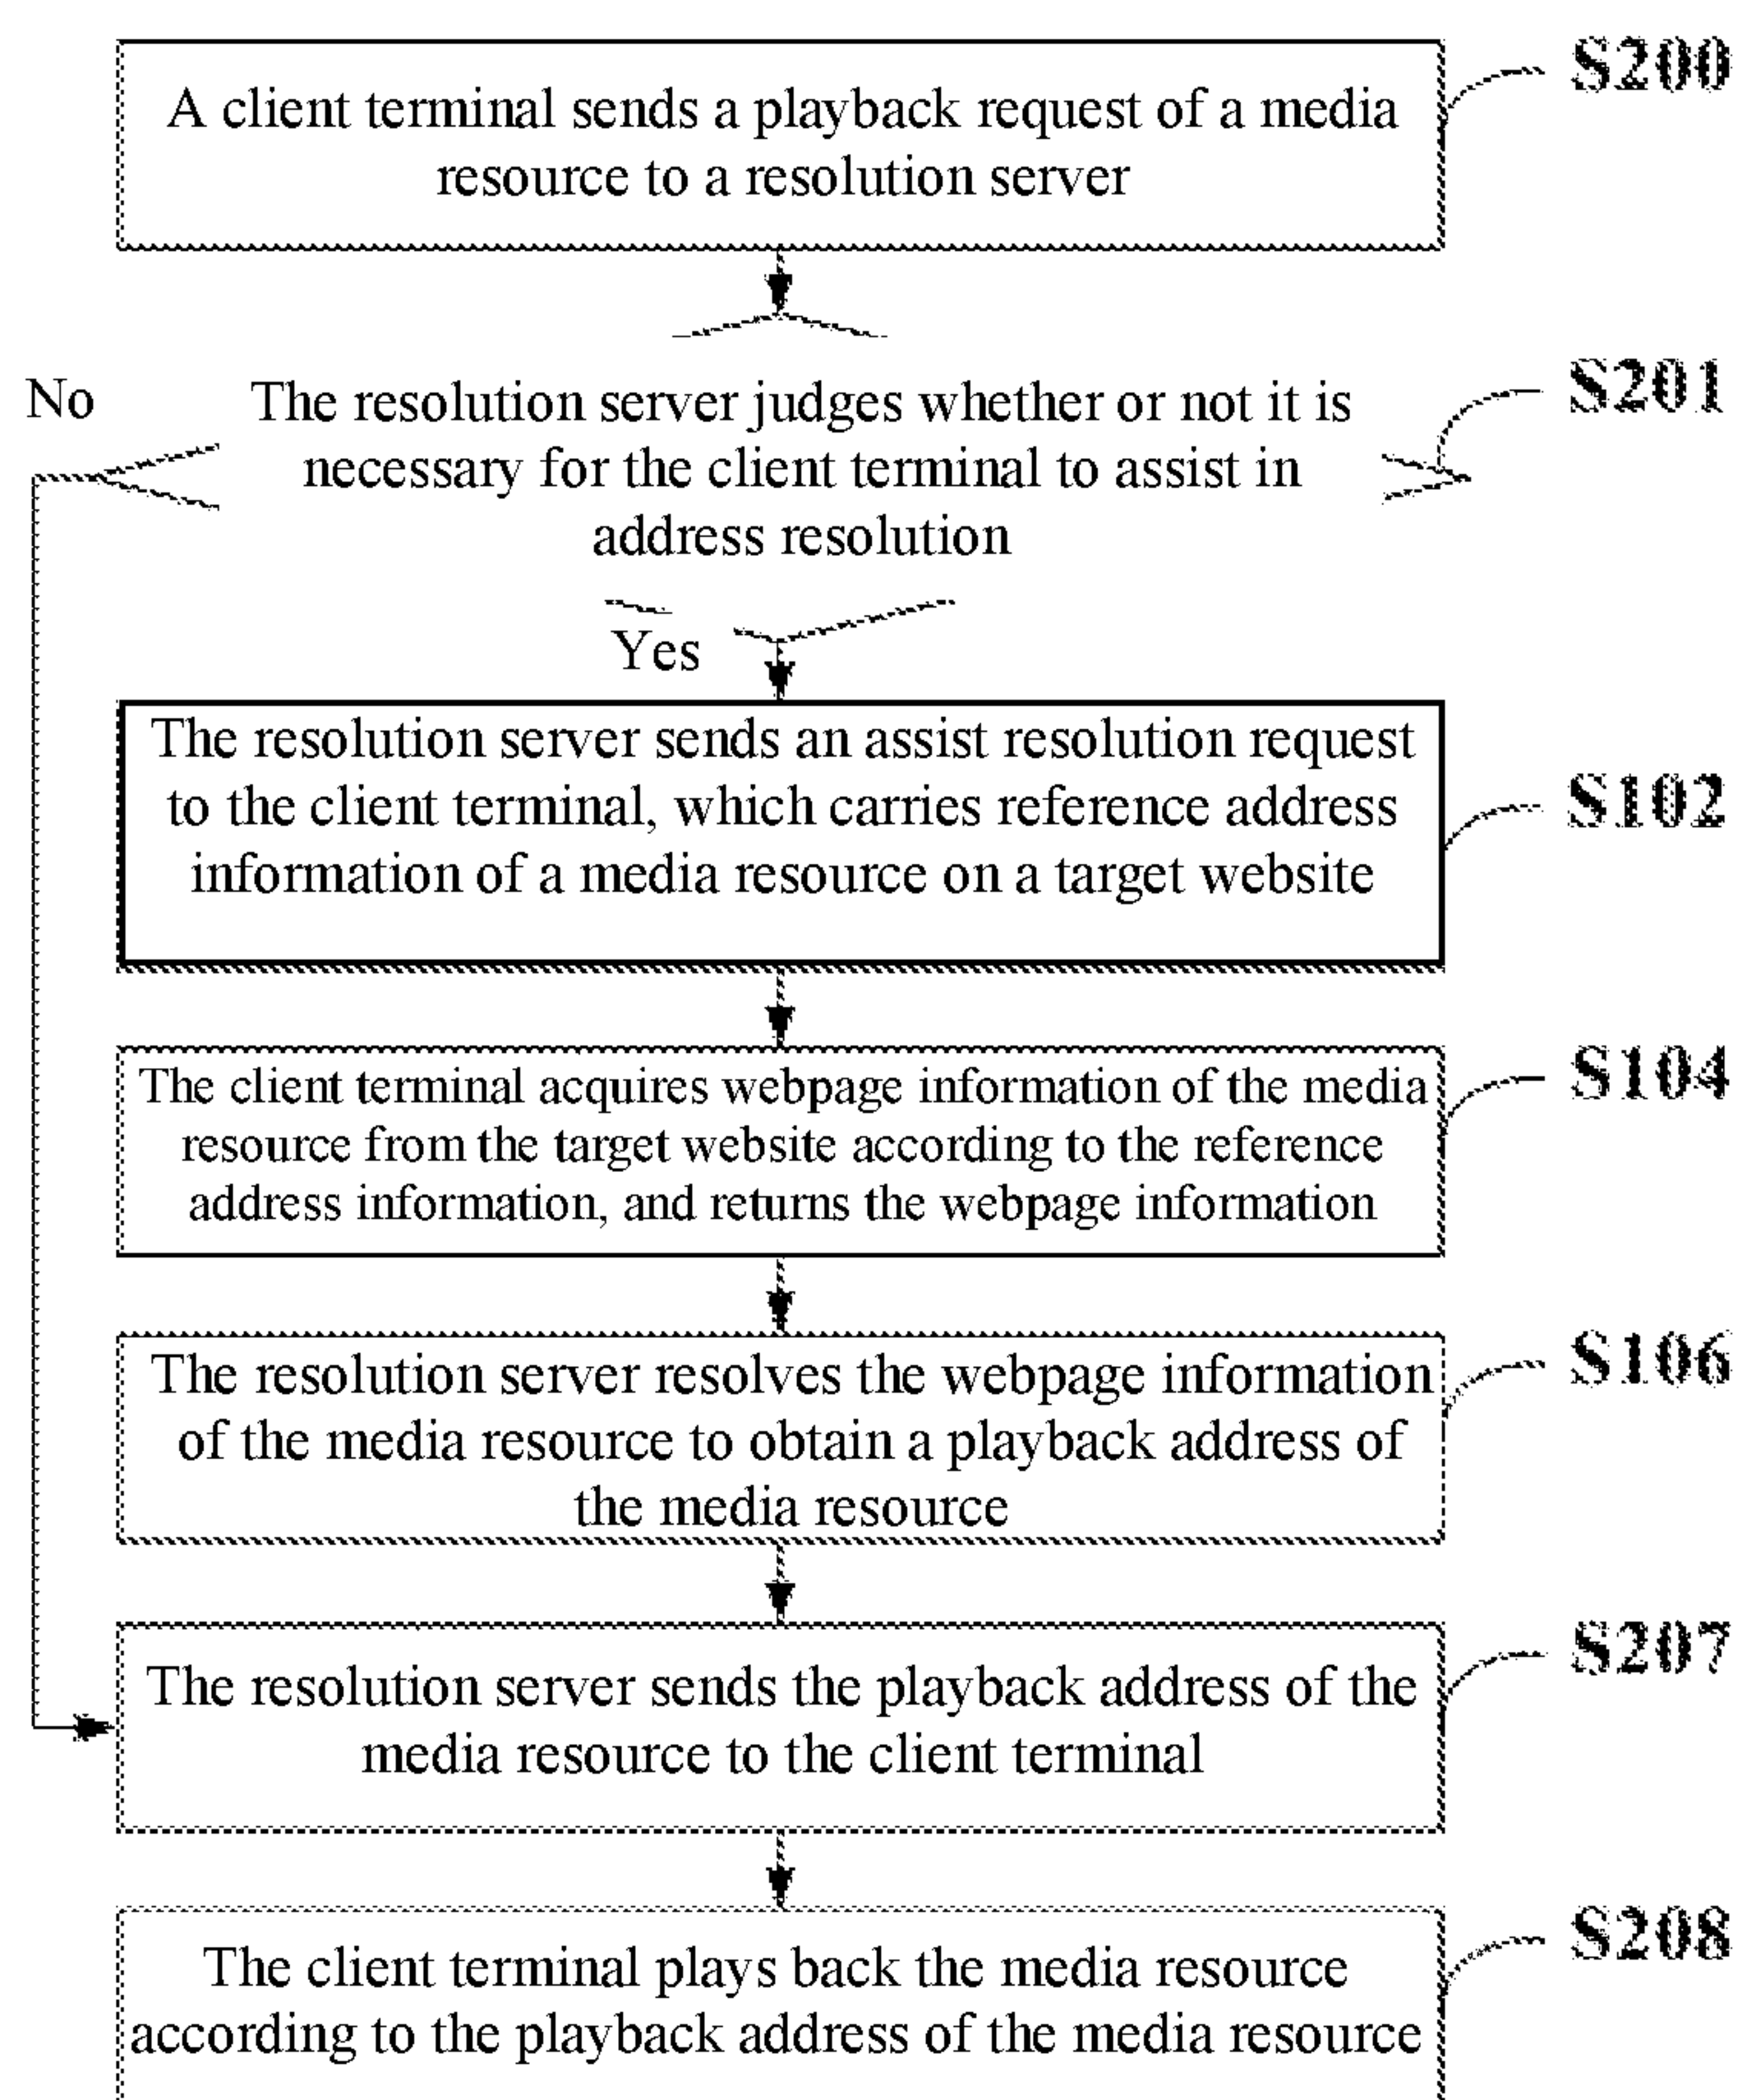 A client terminal sends a playback request of a media
resource to a resolution server
S200
No
The resolution server judges whether or not it is
necessary for the client terminal to assist in
address resolution
S201
Yes
The resolution server sends an assist resolution request
to the client terminal, which carries reference address
information of a media resource on a target website
S102
The client terminal acquires webpage information of the media
resource from the target website according to the reference
address information, and returns the webpage information
S104
The resolution server resolves the webpage information
of the media resource to obtain a playback address of
the media resource
S106
The resolution server sends the playback address of the
media resource to the client terminal
S207
The client terminal plays back the media resource
according to the playback address of the media resource
S208